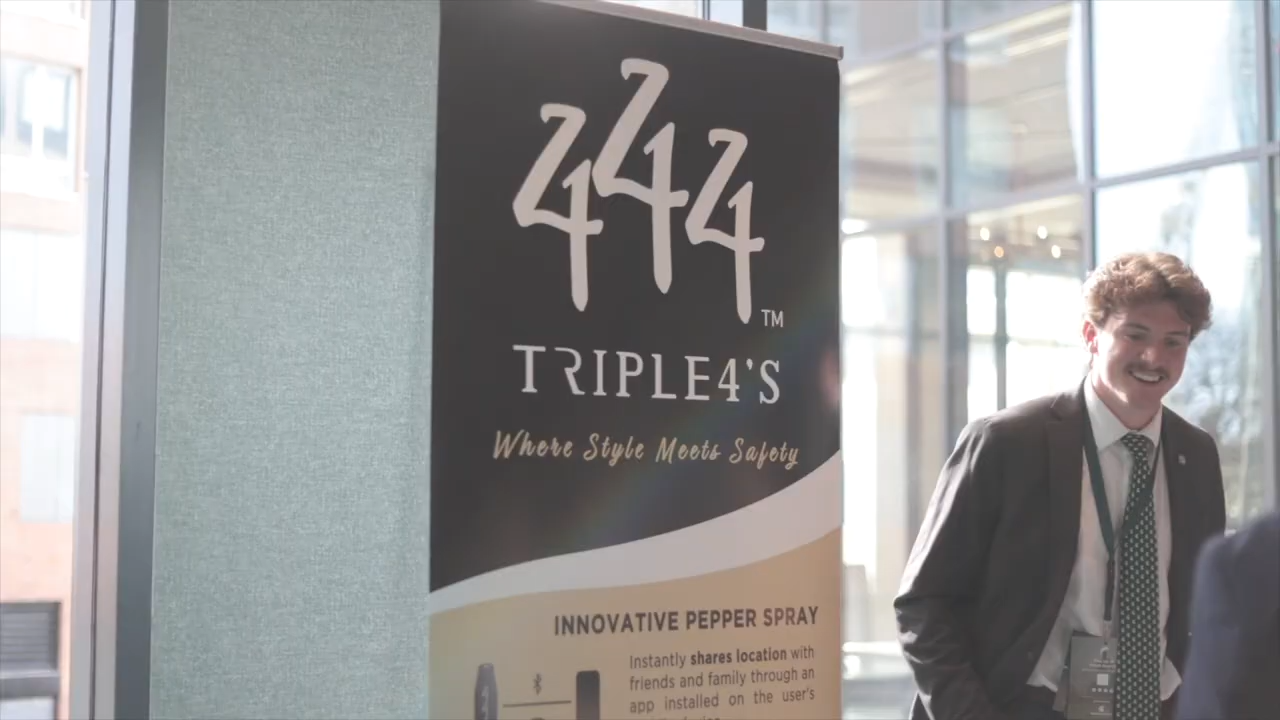 444
TM
TRIPLE4'S
Where Style Meets Safety
INNOVATIVE PEPPER SPRAY
Instantly shares location with
friends and family through an
app installed on the user's